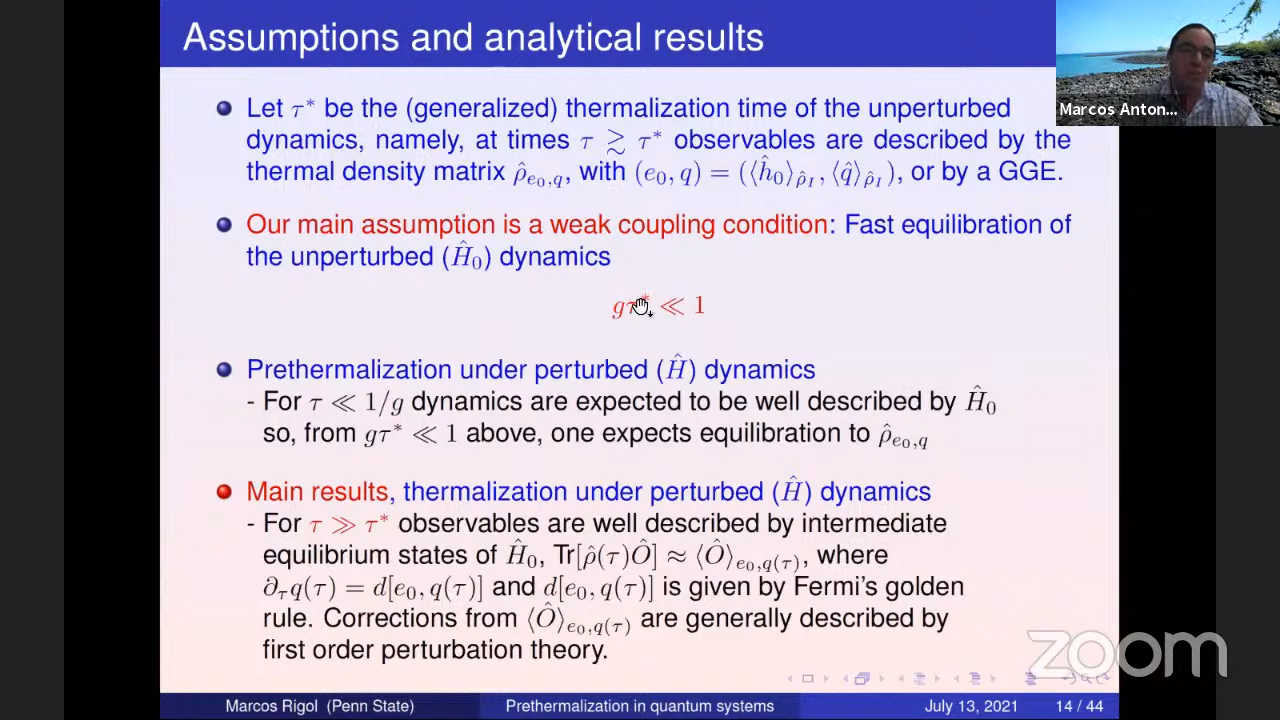 Assumptions and analytical results
Marcos Anton...
Let τ* be the (generalized) thermalization time of the unperturbed
dynamics, namely, at times τ ≳ τ* observables are described by the
thermal density matrix ρ̂_{e₀,q}, with (e₀, q) = (⟨ĥ₀⟩_{ρ̂_I}, ⟨q̂⟩_{ρ̂_I}), or by a GGE.
Our main assumption is a weak coupling condition: Fast equilibration of
the unperturbed (Ĥ₀) dynamics
gτ* ≪ 1
Prethermalization under perturbed (Ĥ) dynamics
- For τ ≪ 1/g dynamics are expected to be well described by Ĥ₀
so, from gτ* ≪ 1 above, one expects equilibration to ρ̂_{e₀,q}
Main results, thermalization under perturbed (Ĥ) dynamics
- For τ ≫ τ* observables are well described by intermediate
equilibrium states of Ĥ₀, Tr[ρ̂(τ)Ô] ≈ ⟨Ô⟩_{e₀,q(τ)}, where
∂_τ q(τ) = d[e₀, q(τ)] and d[e₀, q(τ)] is given by Fermi's golden
rule. Corrections from ⟨Ô⟩_{e₀,q(τ)} are generally described by
first order perturbation theory.
zoom
Marcos Rigol (Penn State) Prethermalization in quantum systems July 13, 2021 14 / 44